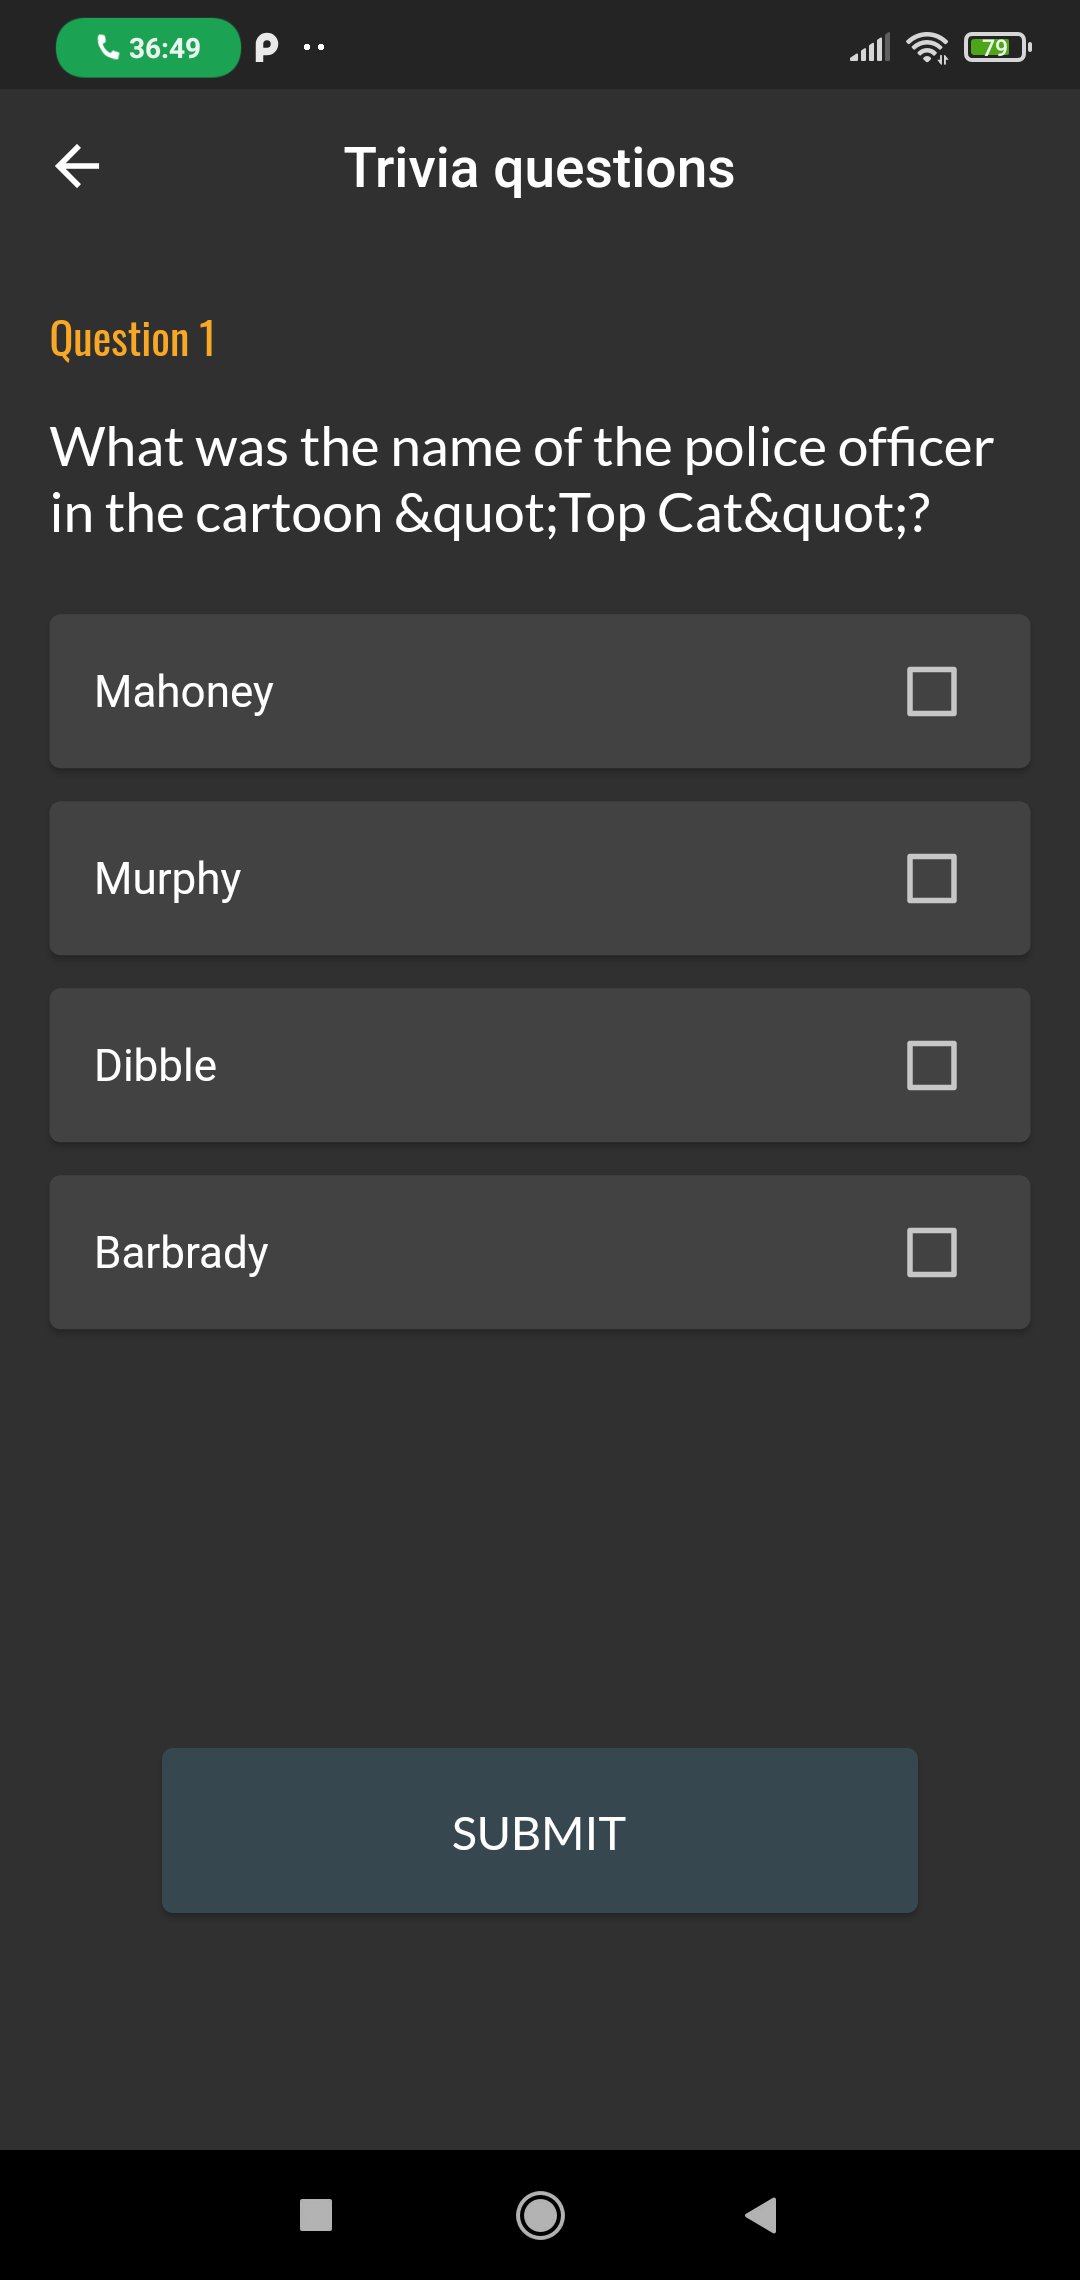 36:49
79
Trivia questions
Question 1
What was the name of the police officer
in the cartoon &quot;Top Cat&quot;?
Mahoney
Murphy
Dibble
Barbrady
SUBMIT